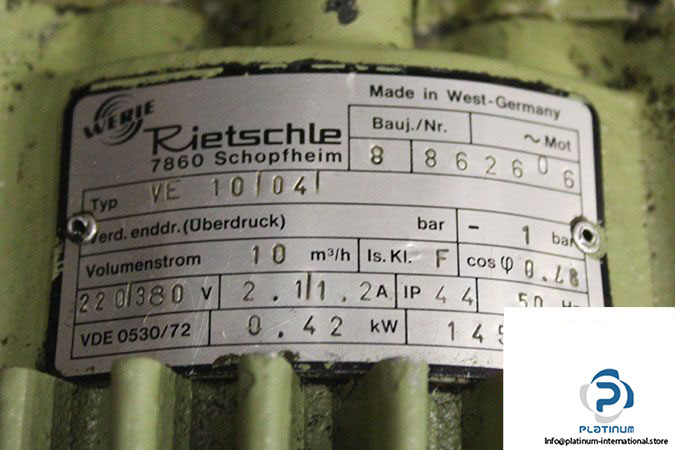 WERIE
Rietschle
7860 Schopfheim
Made in West-Germany
Bauj./Nr. ~ Mot
8 862606
Typ VE 10/04/
Verd. enddr. (Überdruck) bar - 1 bar
Volumenstrom 10 m³/h Is. Kl. F cos φ 0.48
220/380 V 2.1/1.2A IP 44 50 Hz
VDE 0530/72 0.42 kW
PLATINUM
Info@platinum-international.store